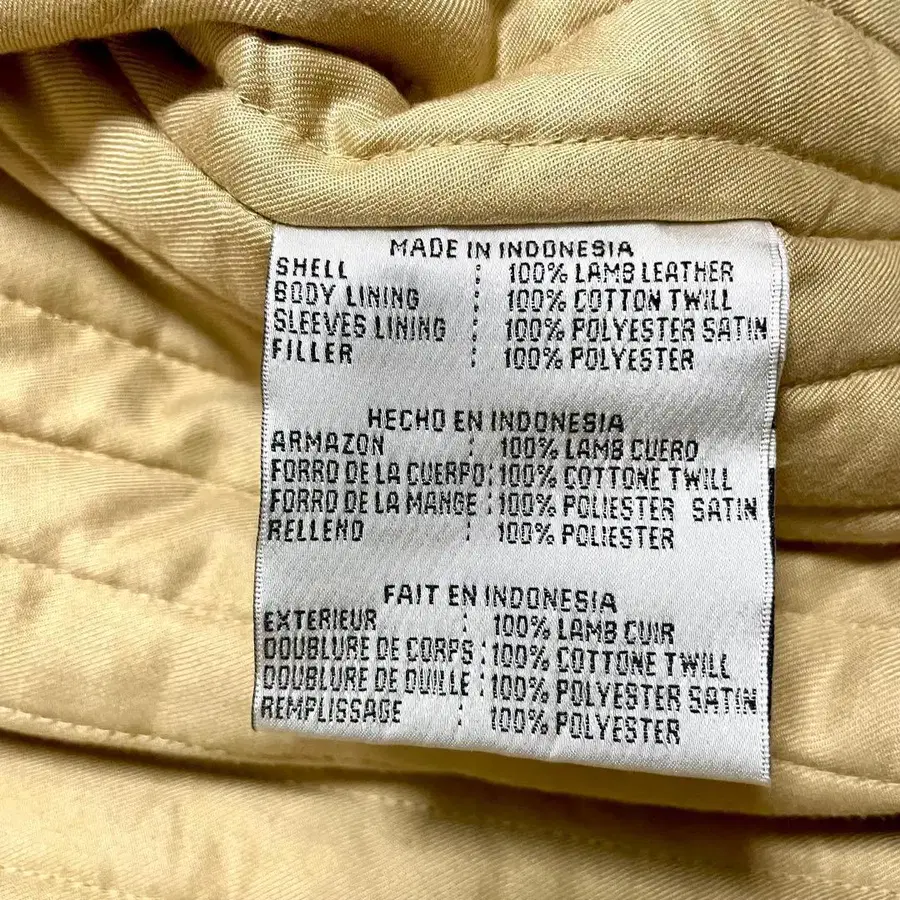 MADE IN INDONESIA
SHELL : 100% LAMB LEATHER
BODY LINING : 100% COTTON TWILL
SLEEVES LINING : 100% POLYESTER SATIN
FILLER : 100% POLYESTER
HECHO EN INDONESIA
ARMAZON : 100% LAMB CUERO
FORRO DE LA CUERPO : 100% COTTONE TWILL
FORRO DE LA MANGE : 100% POLIESTER SATIN
RELLENO : 100% POLIESTER
FAIT EN INDONESIA
EXTERIEUR : 100% LAMB CUIR
DOUBLURE DE CORPS : 100% COTTONE TWILL
DOUBLURE DE DUILLE : 100% POLYESTER SATIN
REMPLISSAGE : 100% POLYESTER